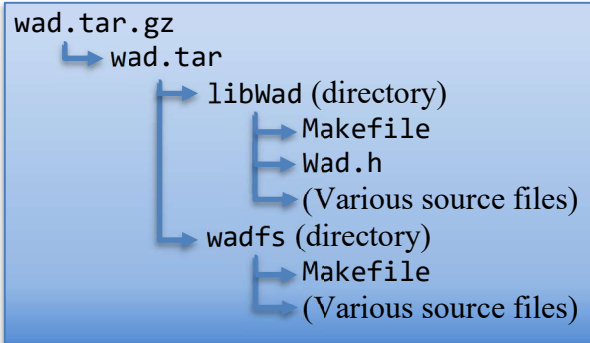 wad.tar.gz
wad.tar
libWad (directory)
Makefile
Wad.h
(Various source files)
wadfs (directory)
Makefile
(Various source files)